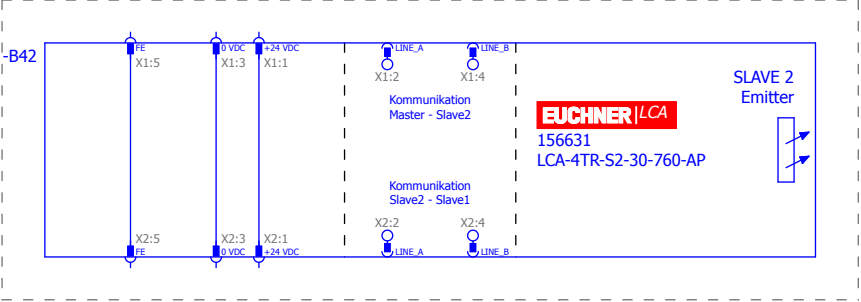 -B42
FE
0 VDC
+24 VDC
LINE_A
LINE_B
X1:5
X1:3
X1:1
X1:2
X1:4
SLAVE 2
Emitter
Kommunikation
Master - Slave2
EUCHNER|LCA
156631
LCA-4TR-S2-30-760-AP
Kommunikation
Slave2 - Slave1
X2:5
X2:3
X2:1
X2:2
X2:4
FE
0 VDC
+24 VDC
LINE_A
LINE_B